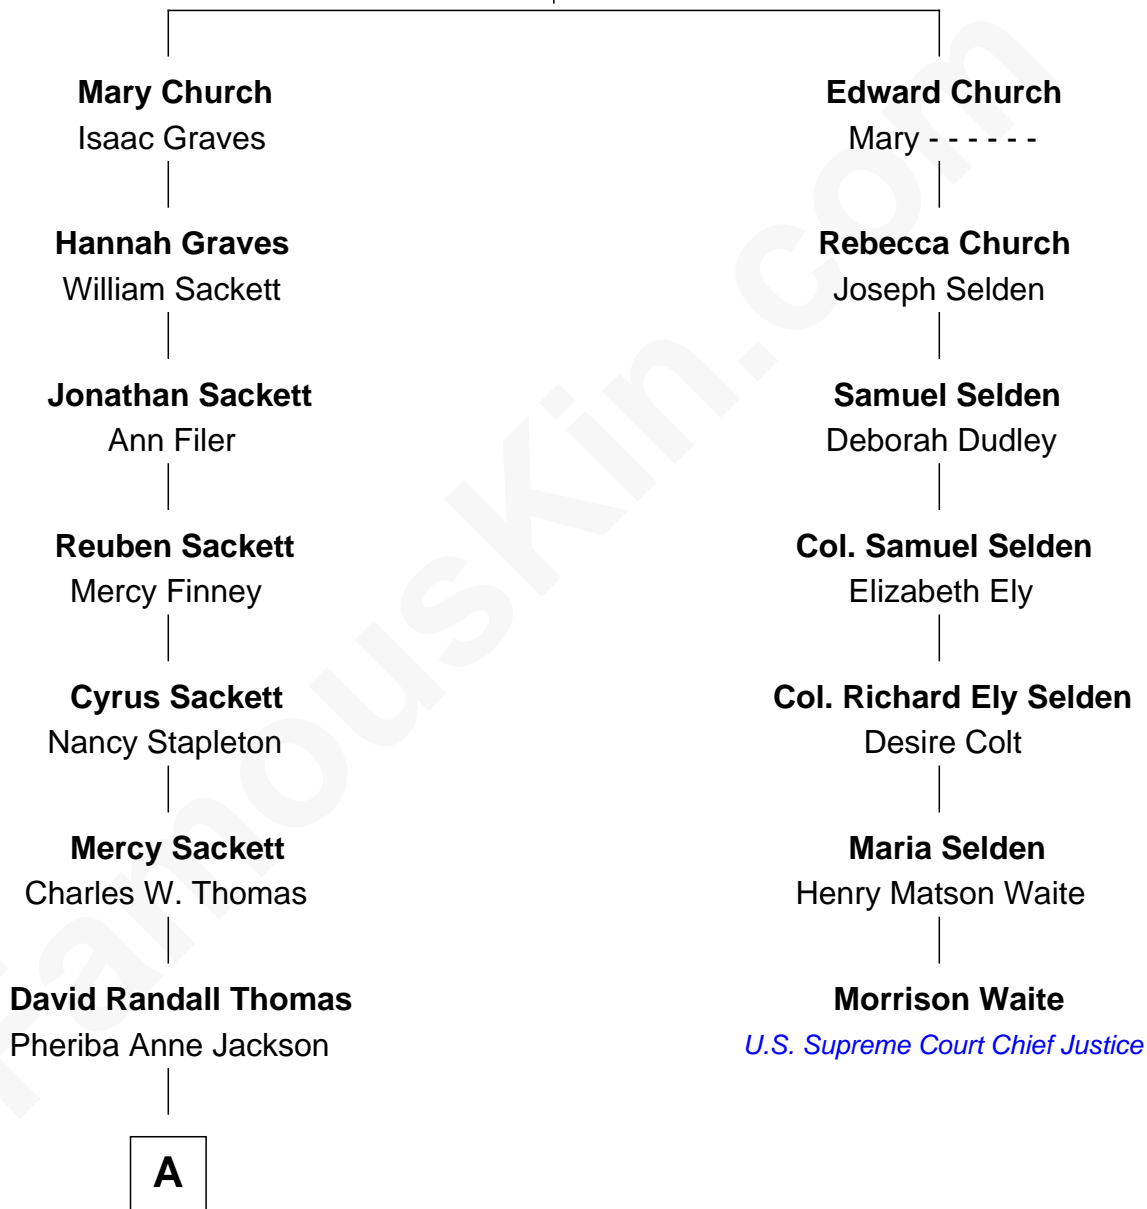 Mary Church
Isaac Graves
Hannah Graves
William Sackett
Jonathan Sackett
Ann Filer
Reuben Sackett
Mercy Finney
Cyrus Sackett
Nancy Stapleton
Mercy Sackett
Charles W. Thomas
David Randall Thomas
Pheriba Anne Jackson
A
Edward Church
Mary - - - - - -
Rebecca Church
Joseph Selden
Samuel Selden
Deborah Dudley
Col. Samuel Selden
Elizabeth Ely
Col. Richard Ely Selden
Desire Colt
Maria Selden
Henry Matson Waite
Morrison Waite
U.S. Supreme Court Chief Justice
FamousKin.com